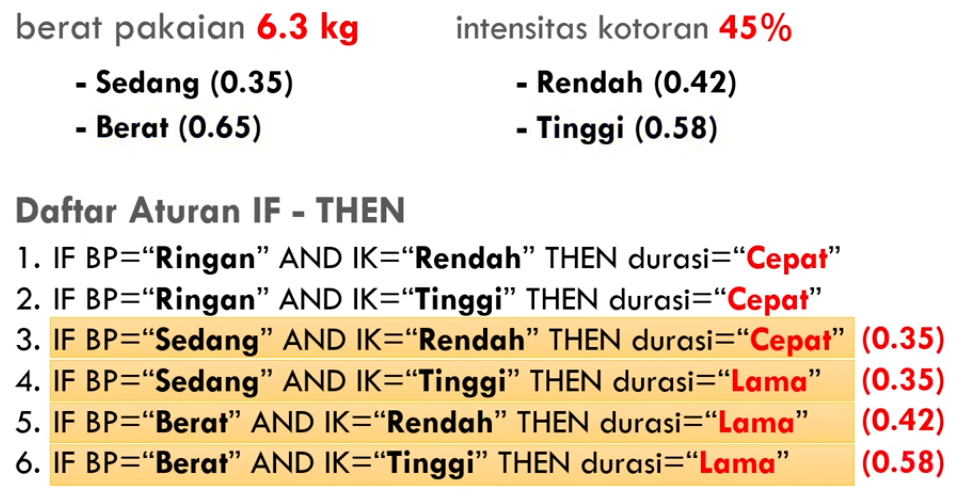 berat pakaian 6.3 kg
- Sedang (0.35)
- Berat (0.65)
intensitas kotoran 45%
- Rendah (0.42)
- Tinggi (0.58)
Daftar Aturan IF - THEN
1. IF BP=“Ringan” AND IK=“Rendah” THEN durasi=“Cepat”
2. IF BP=“Ringan” AND IK=“Tinggi” THEN durasi=“Cepat”
3. IF BP=“Sedang” AND IK=“Rendah” THEN durasi=“Cepat” (0.35)
4. IF BP=“Sedang” AND IK=“Tinggi” THEN durasi=“Lama” (0.35)
5. IF BP=“Berat” AND IK=“Rendah” THEN durasi=“Lama” (0.42)
6. IF BP=“Berat” AND IK=“Tinggi” THEN durasi=“Lama” (0.58)